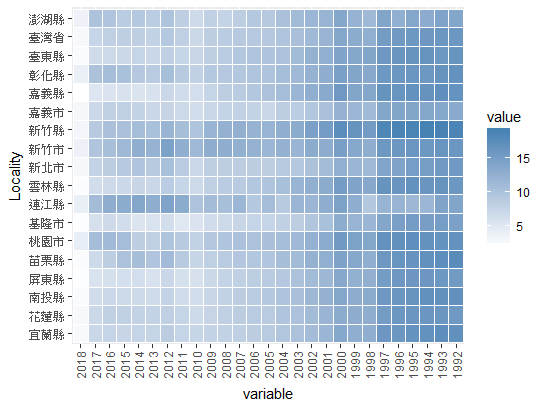 Locality
澎湖縣
臺灣省
臺東縣
彰化縣
嘉義縣
嘉義市
新竹縣
新竹市
新北市
雲林縣
連江縣
基隆市
桃園市
苗栗縣
屏東縣
南投縣
花蓮縣
宜蘭縣
2018 2017 2016 2015 2014 2013 2012 2011 2010 2009 2008 2007 2006 2005 2004 2003 2002 2001 2000 1999 1998 1997 1996 1995 1994 1993 1992
variable
value
15
10
5